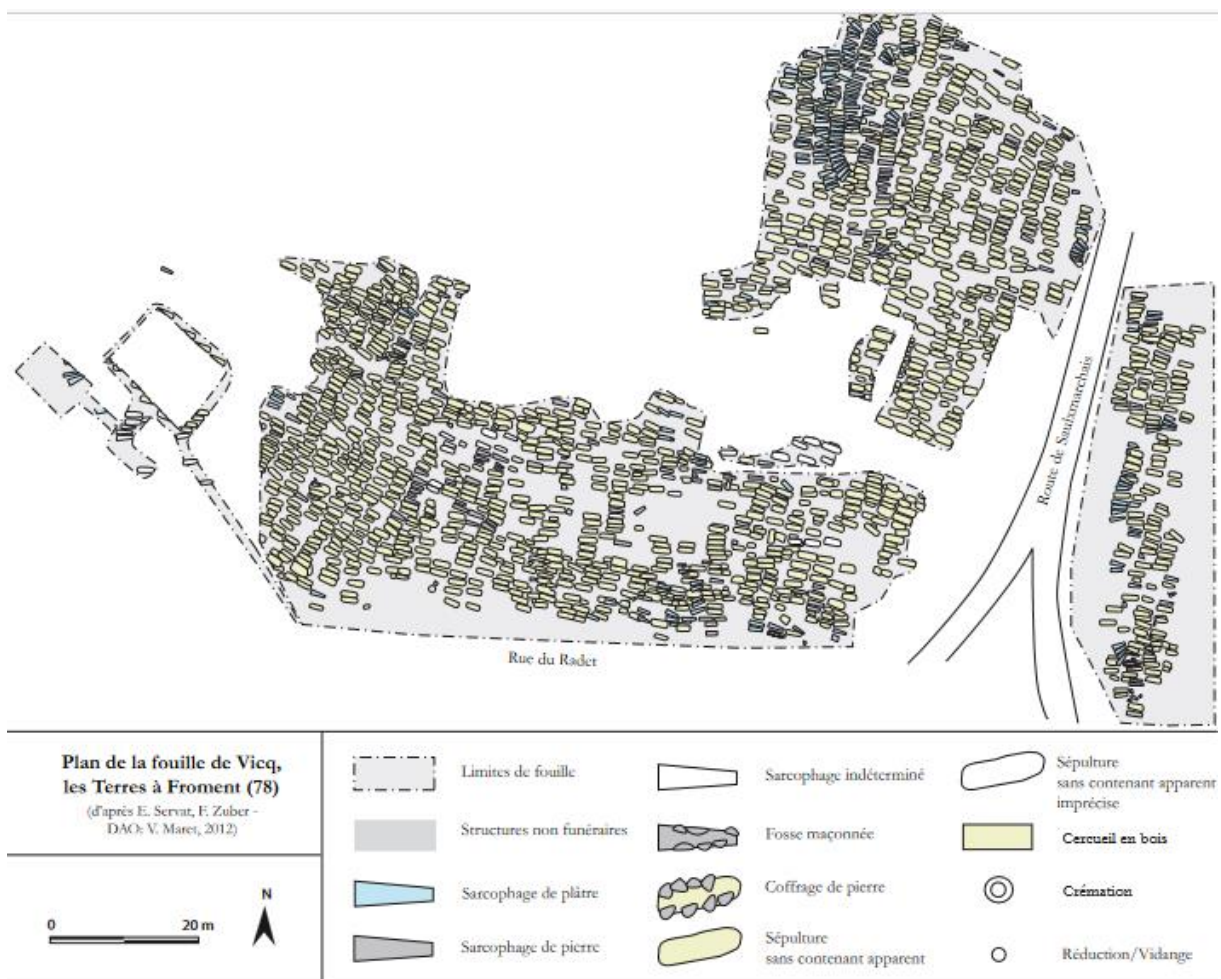 Route de Saulxmarchais
Rue du Radet
Plan de la fouille de Vicq,
les Terres à Froment (78)
(d'après E. Servat, F. Zuber -
DAO: V. Maret, 2012)
0 20 m
N
Limites de fouille
Structures non funéraires
Sarcophage de plâtre
Sarcophage de pierre
Sarcophage indéterminé
Fosse maçonnée
Coffrage de pierre
Sépulture
sans contenant apparent
Sépulture
sans contenant apparent
imprécise
Cercueil en bois
Crémation
Réduction/Vidange